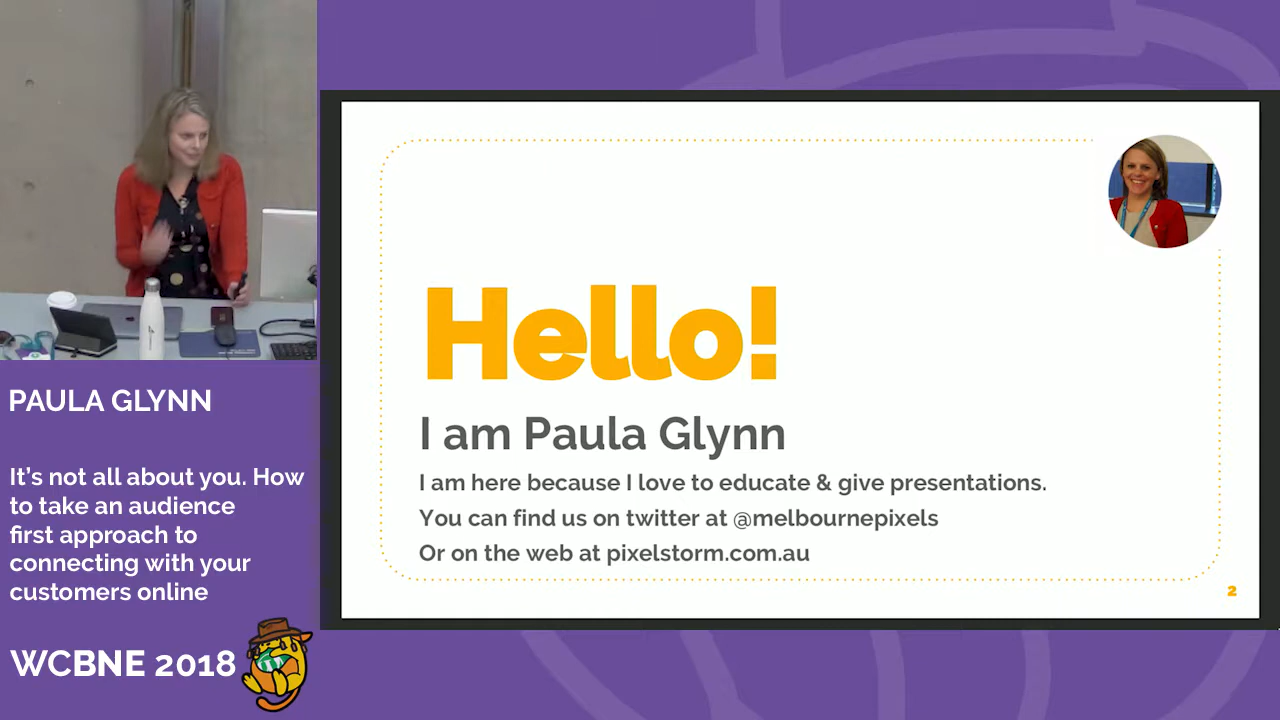 PAULA GLYNN
It’s not all about you. How
to take an audience
first approach to
connecting with your
customers online
WCBNE 2018
Hello!
I am Paula Glynn
I am here because I love to educate & give presentations.
You can find us on twitter at @melbournepixels
Or on the web at pixelstorm.com.au
2